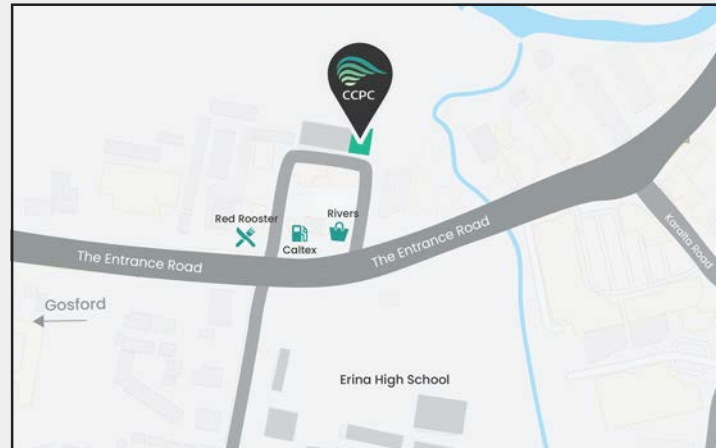 CCPC
Red Rooster
Rivers
Caltex
The Entrance Road
The Entrance Road
Karalta Road
Gosford
Erina High School